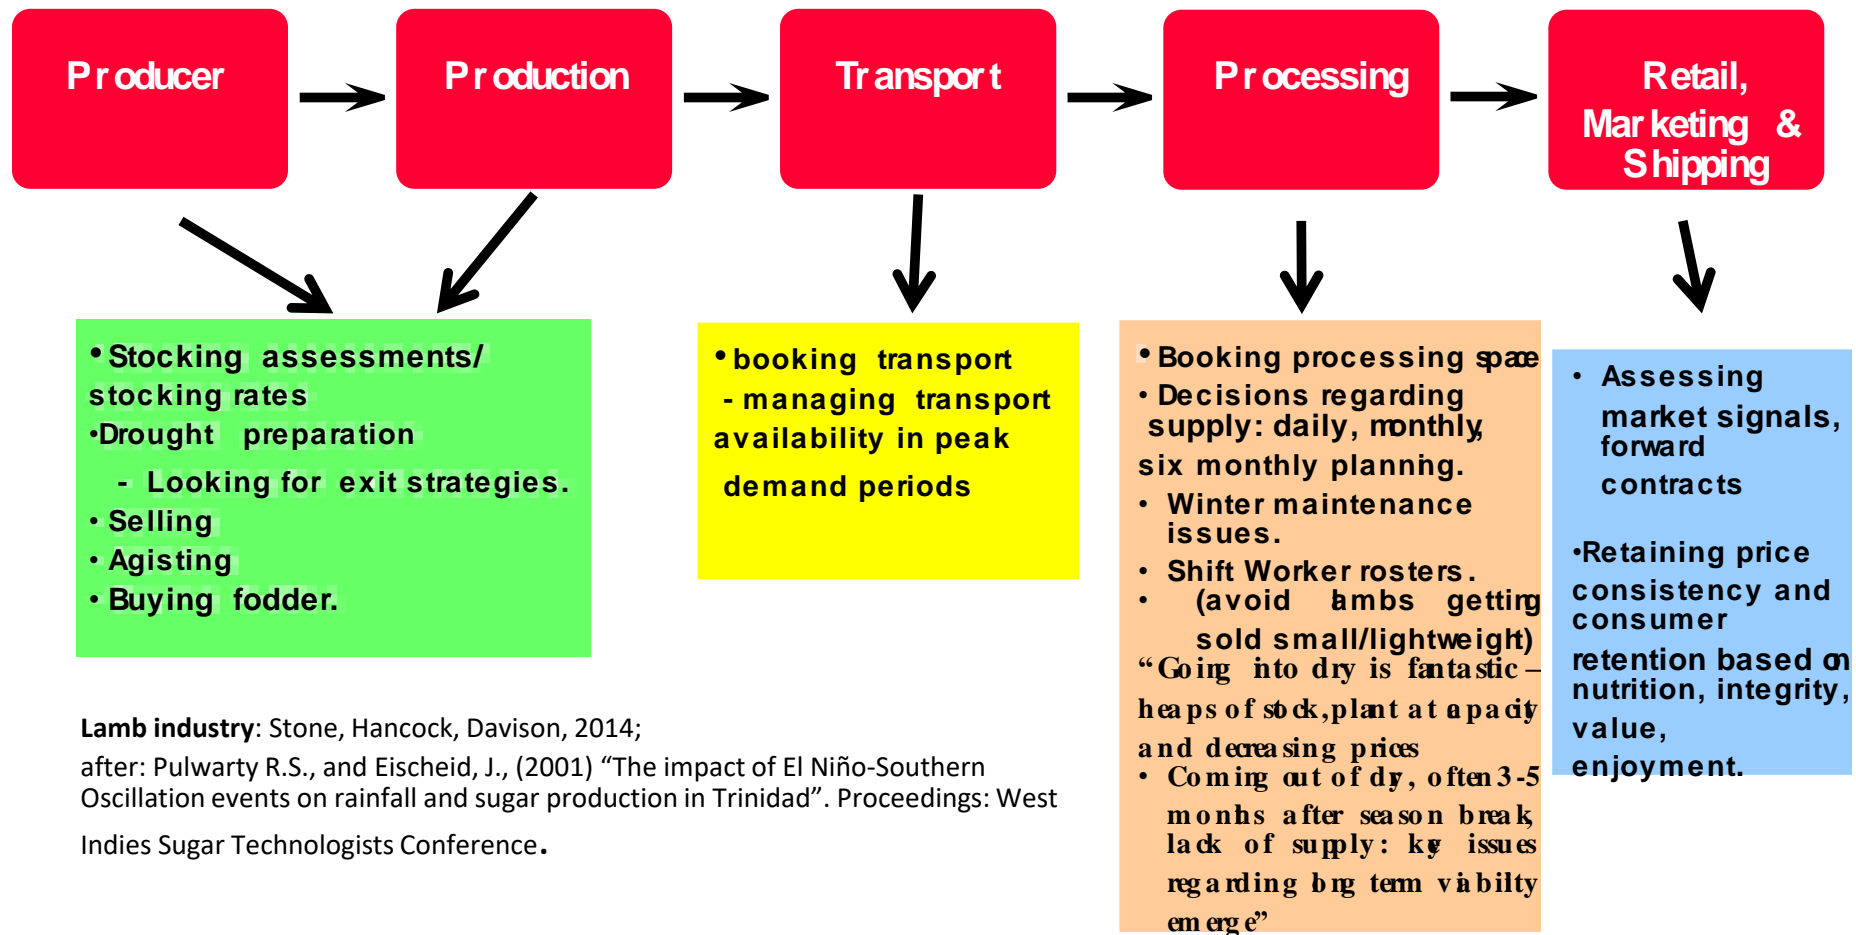 Producer
Production
Transport
Processing
Retail,
Marketing &
Shipping
• Stocking assessments/
stocking rates
•Drought preparation
- Looking for exit strategies.
• Selling
• Agisting
• Buying fodder.
• booking transport
- managing transport
availability in peak
demand periods
• Booking processing space
• Decisions regarding
supply: daily, monthly,
six monthly planning.
• Winter maintenance
issues.
• Shift Worker rosters.
• (avoid lambs getting
sold small/lightweight)
“Going into dry is fantastic –
heaps of stock, plant at capacity
and decreasing prices
• Coming out of dry, often 3-5
months after season break,
lack of supply: key issues
regarding long term viabilty
emerge”
• Assessing
market signals,
forward
contracts
•Retaining price
consistency and
consumer
retention based on
nutrition, integrity,
value,
enjoyment.
Lamb industry: Stone, Hancock, Davison, 2014;
after: Pulwarty R.S., and Eischeid, J., (2001) “The impact of El Niño-Southern
Oscillation events on rainfall and sugar production in Trinidad”. Proceedings: West
Indies Sugar Technologists Conference.